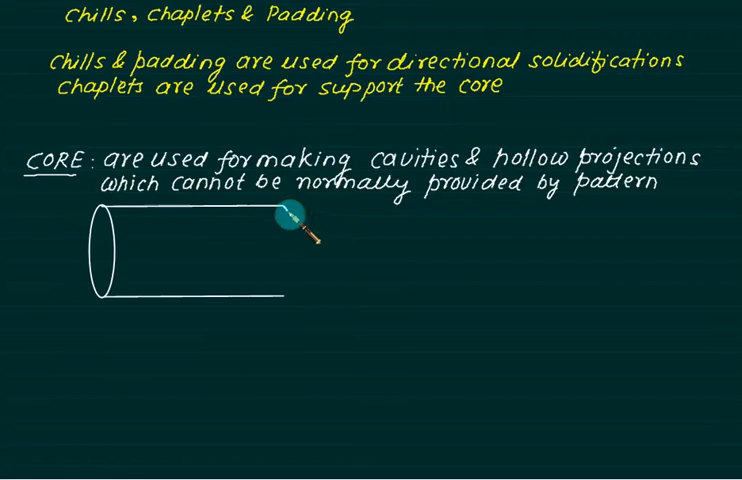 chills, chaplets & Padding
chills & padding are used for directional solidifications
chaplets are used for support the core
CORE : are used for making cavities & hollow projections
which cannot be normally provided by pattern